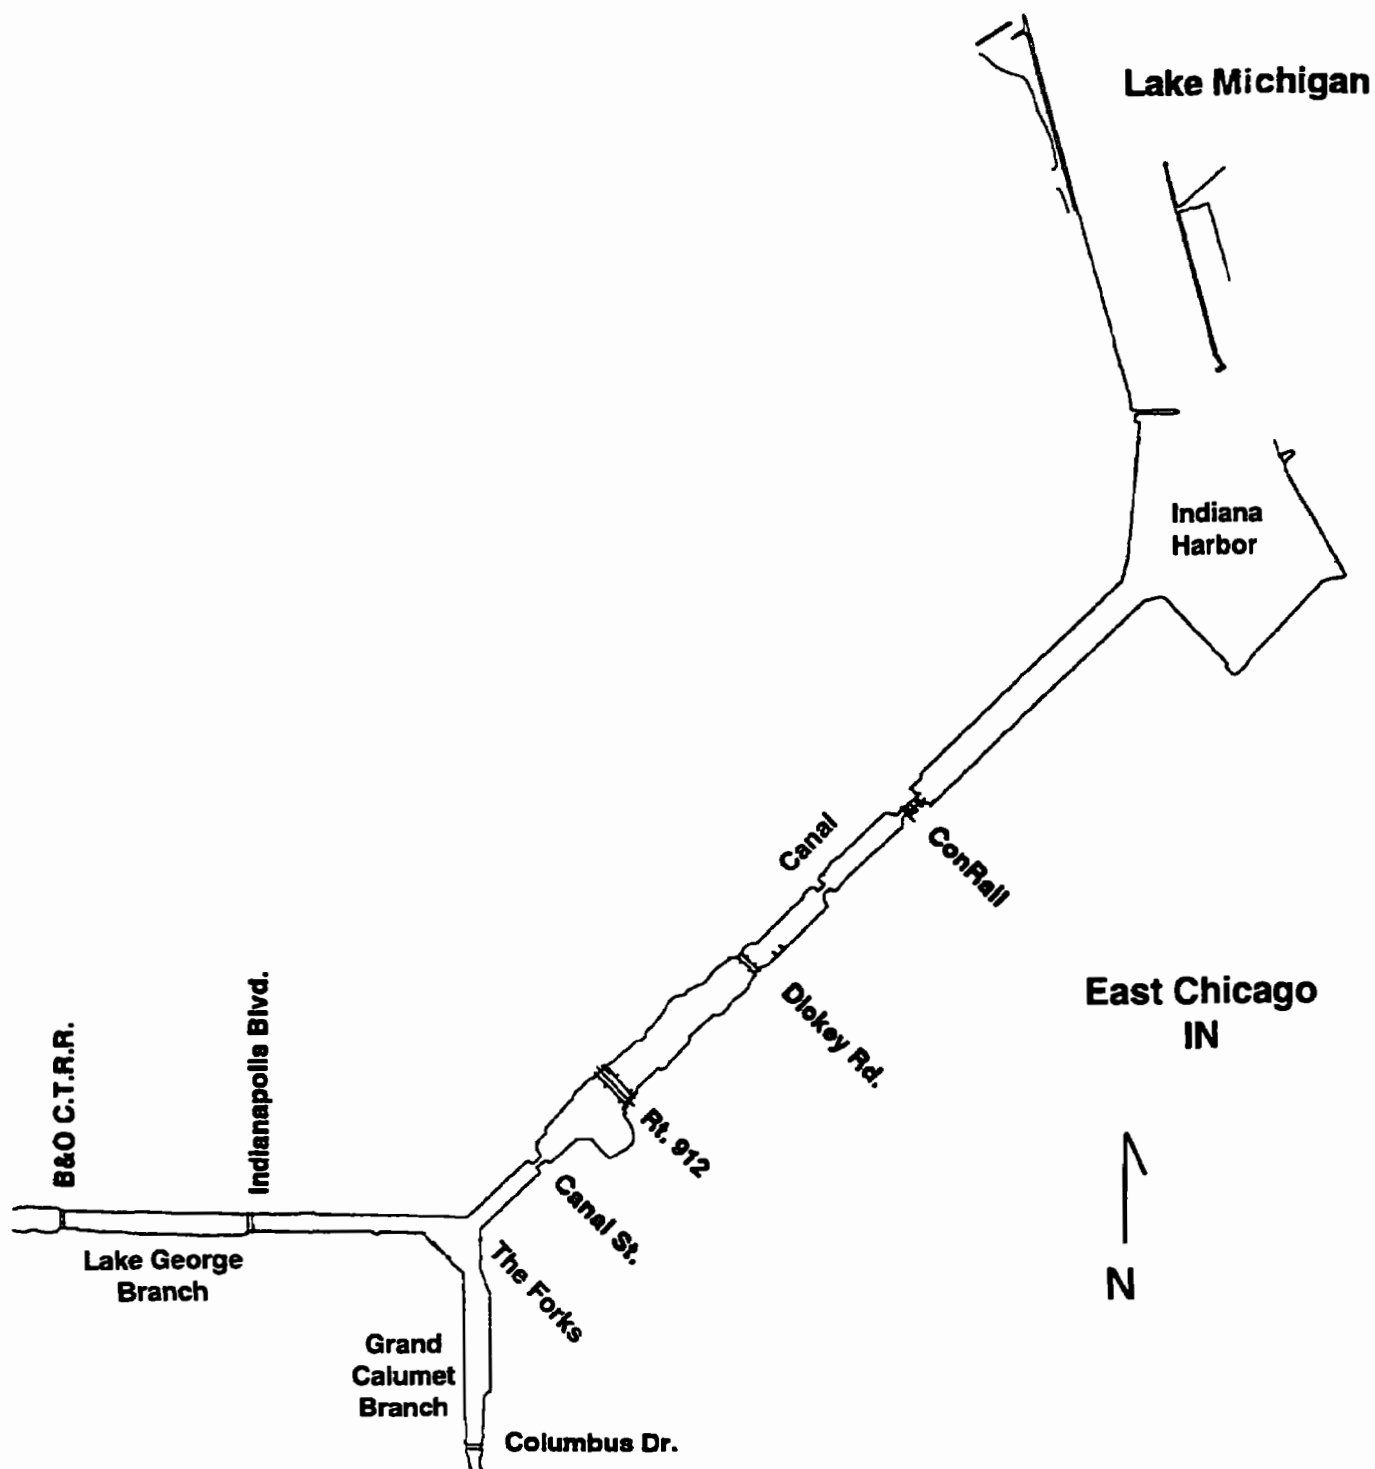 Lake Michigan
Indiana
Harbor
Canal
ConRail
Dickey Rd.
East Chicago
IN
Rt. 912
Canal St.
The Forks
B&O C.T.R.R.
Indianapolis Blvd.
Lake George
Branch
Grand
Calumet
Branch
Columbus Dr.
N